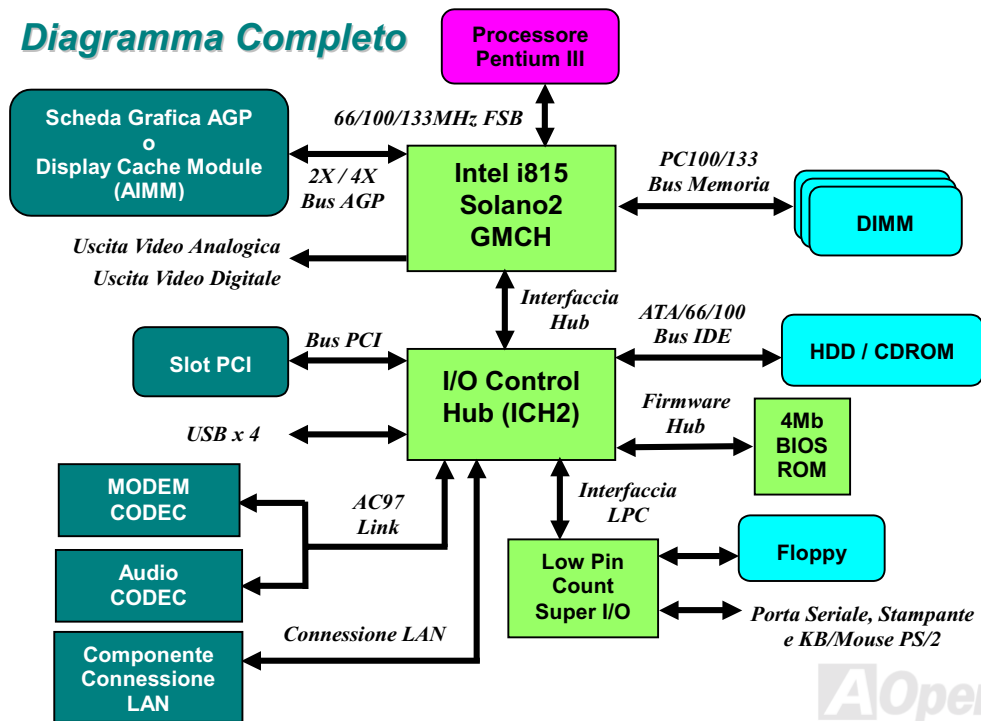 Diagramma Completo
Processore
Pentium III
Scheda Grafica AGP
o
Display Cache Module
(AIMM)
66/100/133MHz FSB
2X / 4X
Bus AGP
Intel i815
Solano2
GMCH
PC100/133
Bus Memoria
DIMM
Uscita Video Analogica
Uscita Video Digitale
Interfaccia
Hub
ATA/66/100
Bus IDE
HDD / CDROM
Slot PCI
Bus PCI
I/O Control
Hub (ICH2)
Firmware
Hub
4Mb
BIOS
ROM
USB x 4
MODEM
CODEC
AC97
Link
Interfaccia
LPC
Audio
CODEC
Low Pin
Count
Super I/O
Floppy
Connessione LAN
Porta Seriale, Stampante
e KB/Mouse PS/2
Componente
Connessione
LAN
AOpen